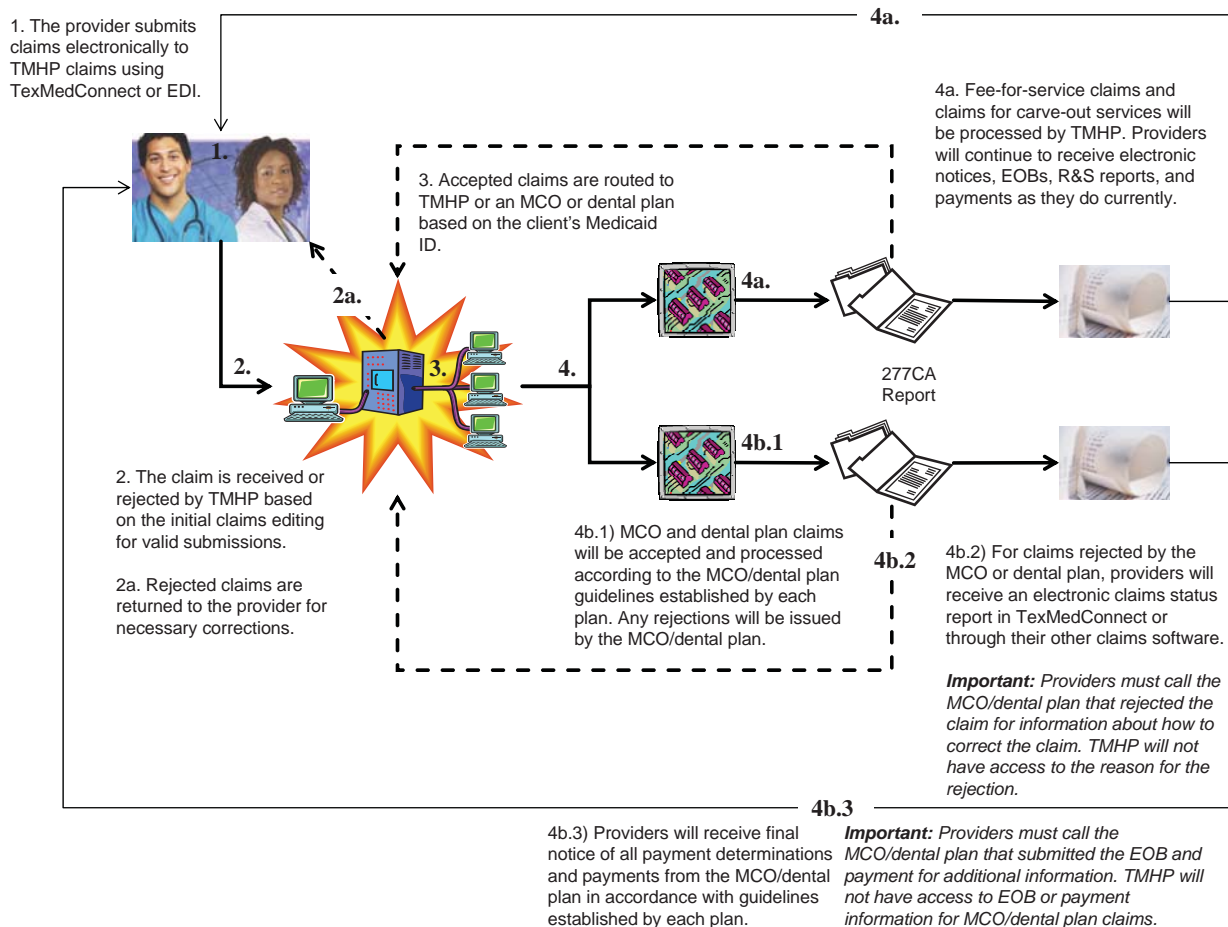 4a.
1. The provider submits
claims electronically to
TMHP claims using
TexMedConnect or EDI.
4a. Fee-for-service claims and
claims for carve-out services will
be processed by TMHP. Providers
will continue to receive electronic
notices, EOBs, R&S reports, and
payments as they do currently.
1.
3. Accepted claims are routed to
TMHP or an MCO or dental plan
based on the client's Medicaid
ID.
2a.
4a.
2.
3.
4.
277CA
Report
4b.1
2. The claim is received or
rejected by TMHP based
on the initial claims editing
for valid submissions.
2a. Rejected claims are
returned to the provider for
necessary corrections.
4b.1) MCO and dental plan claims
will be accepted and processed
according to the MCO/dental plan
guidelines established by each
plan. Any rejections will be issued
by the MCO/dental plan.
4b.2
4b.2) For claims rejected by the
MCO or dental plan, providers will
receive an electronic claims status
report in TexMedConnect or
through their other claims software.
Important: Providers must call the
MCO/dental plan that rejected the
claim for information about how to
correct the claim. TMHP will not
have access to the reason for the
rejection.
4b.3
4b.3) Providers will receive final
notice of all payment determinations
and payments from the MCO/dental
plan in accordance with guidelines
established by each plan.
Important: Providers must call the
MCO/dental plan that submitted the EOB and
payment for additional information. TMHP will
not have access to EOB or payment
information for MCO/dental plan claims.